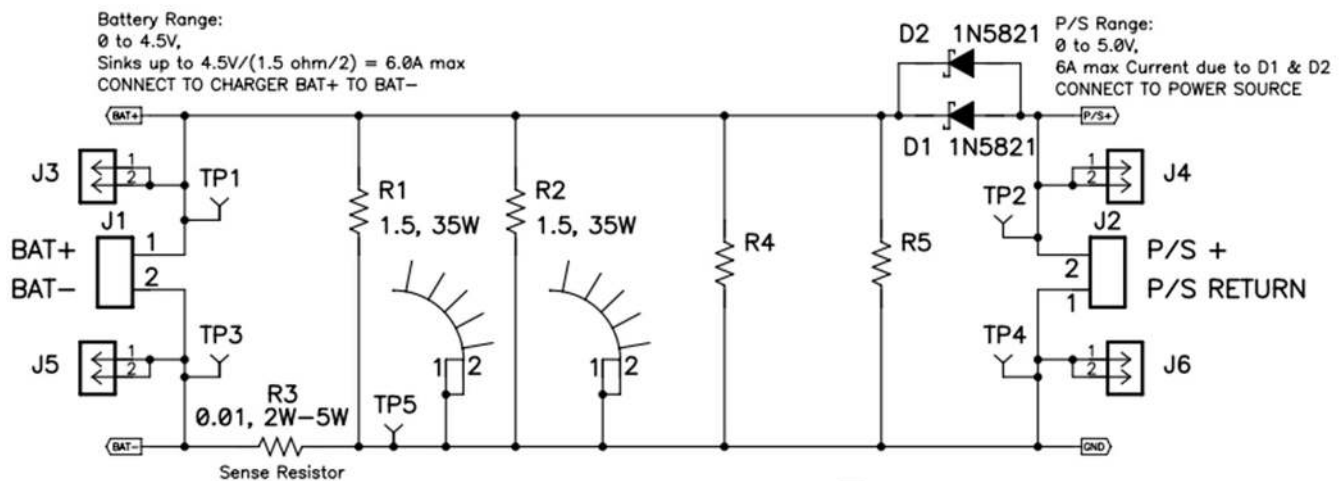 Battery Range:
0 to 4.5V,
Sinks up to 4.5V/(1.5 ohm/2) = 6.0A max
CONNECT TO CHARGER BAT+ TO BAT-
D2 1N5821
P/S Range:
0 to 5.0V,
6A max Current due to D1 & D2
CONNECT TO POWER SOURCE
BAT+
P/S+
D1 1N5821
J3
1
2
TP1
J1
BAT+
1
BAT-
2
J5
1
2
TP3
R1
1.5, 35W
R2
1.5, 35W
1 2
1 2
R4
R5
TP2
1
2
J4
J2
P/S +
2
P/S RETURN
1
TP4
1
2
J6
R3
0.01, 2W-5W
TP5
BAT-
Sense Resistor
GND